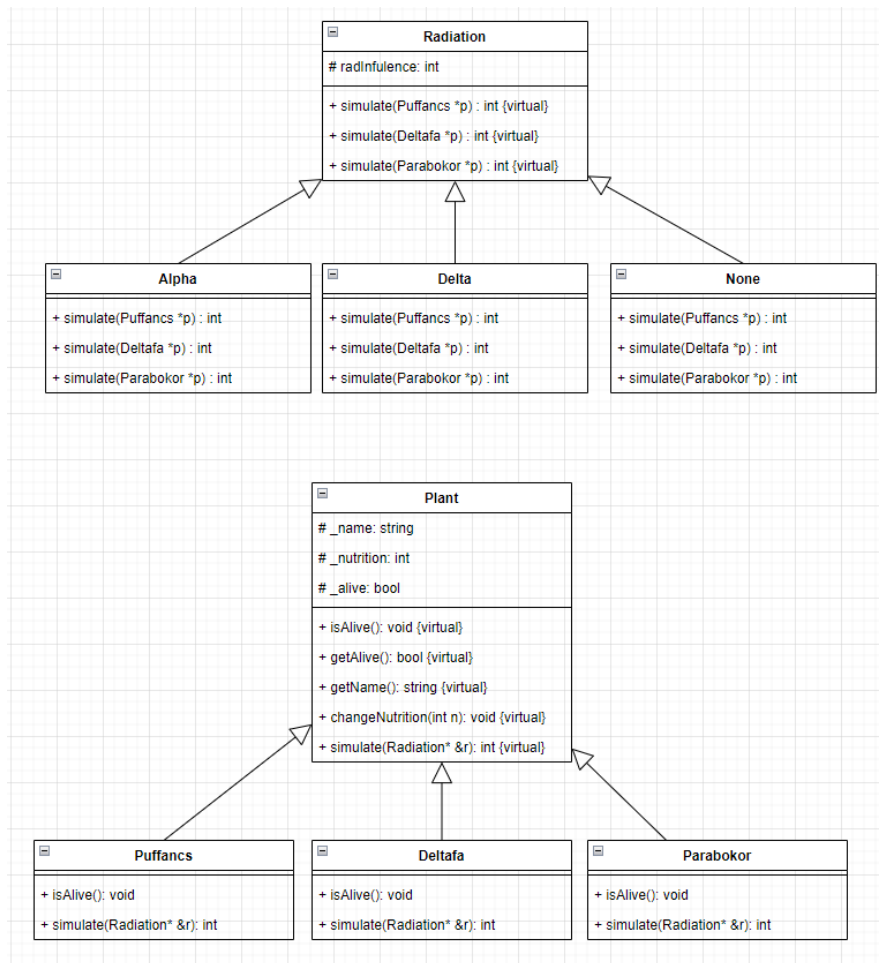 Radiation
# radInfulence: int
+ simulate(Puffancs *p) : int {virtual}
+ simulate(Deltafa *p) : int {virtual}
+ simulate(Parabokor *p) : int {virtual}
Alpha
+ simulate(Puffancs *p) : int
+ simulate(Deltafa *p) : int
+ simulate(Parabokor *p) : int
Delta
+ simulate(Puffancs *p) : int
+ simulate(Deltafa *p) : int
+ simulate(Parabokor *p) : int
None
+ simulate(Puffancs *p) : int
+ simulate(Deltafa *p) : int
+ simulate(Parabokor *p) : int
Plant
# _name: string
# _nutrition: int
# _alive: bool
+ isAlive(): void {virtual}
+ getAlive(): bool {virtual}
+ getName(): string {virtual}
+ changeNutrition(int n): void {virtual}
+ simulate(Radiation* &r): int {virtual}
Puffancs
+ isAlive(): void
+ simulate(Radiation* &r): int
Deltafa
+ isAlive(): void
+ simulate(Radiation* &r): int
Parabokor
+ isAlive(): void
+ simulate(Radiation* &r): int